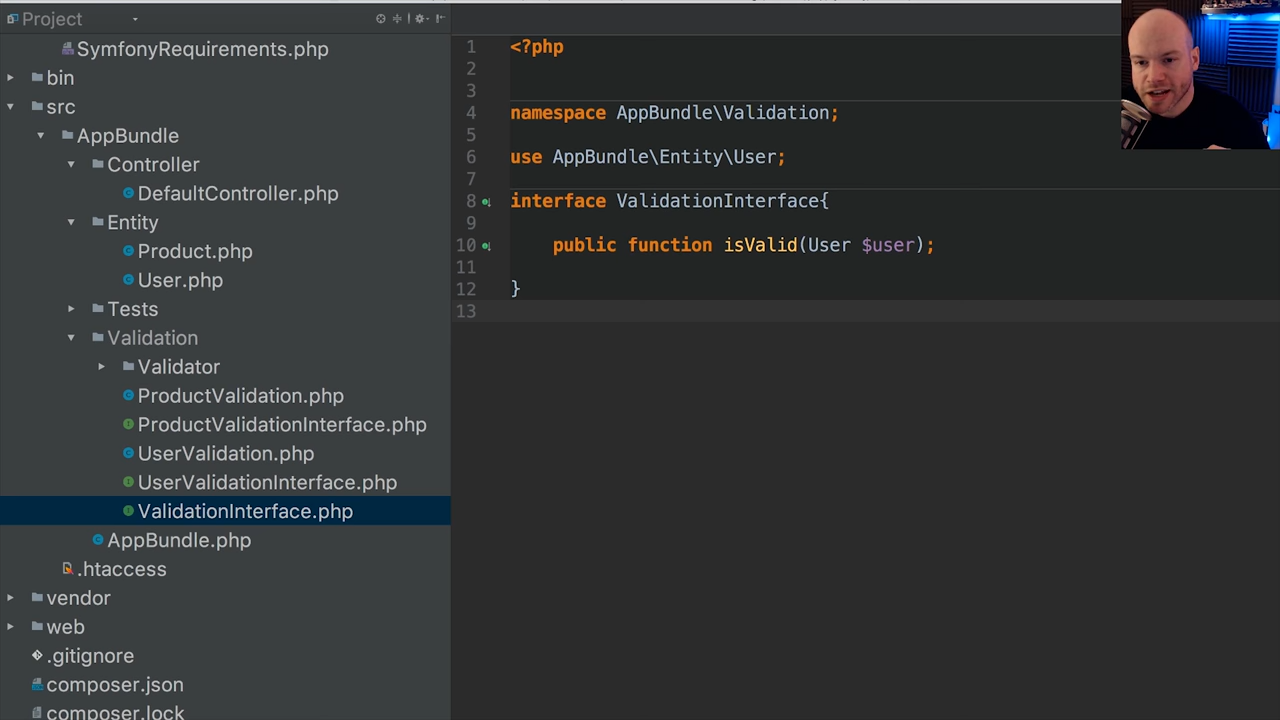 Project
SymfonyRequirements.php
bin
src
AppBundle
Controller
DefaultController.php
Entity
Product.php
User.php
Tests
Validation
Validator
ProductValidation.php
ProductValidationInterface.php
UserValidation.php
UserValidationInterface.php
ValidationInterface.php
AppBundle.php
.htaccess
vendor
web
.gitignore
composer.json
composer.lock
1 <?php
2
3
4 namespace AppBundle\Validation;
5
6 use AppBundle\Entity\User;
7
8 interface ValidationInterface{
9
10 public function isValid(User $user);
11
12 }
13